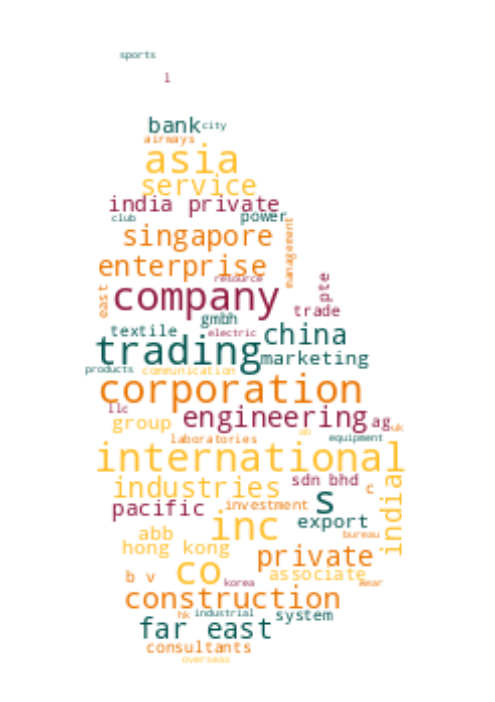 sports
l
bank city
airways
asia
service
india private
club power
singapore
management
enterprise
resource
east
company
pte
trade
gmbh
textile electric china
trading marketing
products communication
corporation
llc
group engineering ag uk
laboratories ab equipment
international
industries sdn bhd c
india
pacific investment s
inc export
abb bureau
hong kong private
co associate
b v korea wear
construction
hk industrial system
far east
consultants
overseas